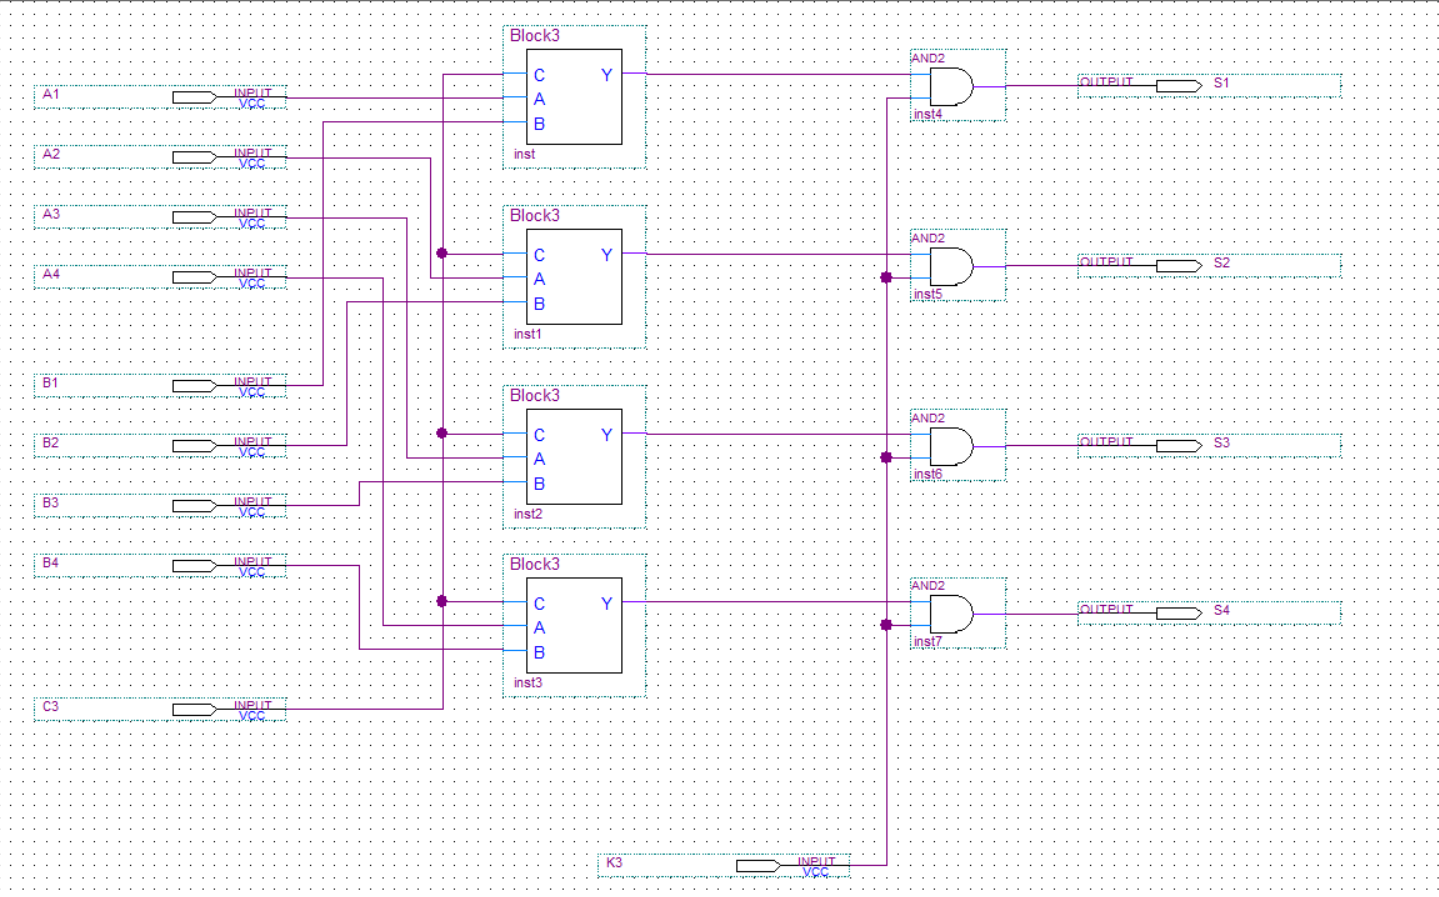 Block3
C Y
A
B
inst
A1 INPUT
VCC
A2 INPUT
VCC
A3 INPUT
VCC
A4 INPUT
VCC
B1 INPUT
VCC
B2 INPUT
VCC
B3 INPUT
VCC
B4 INPUT
VCC
C3 INPUT
VCC
Block3
C Y
A
B
inst1
Block3
C Y
A
B
inst2
Block3
C Y
A
B
inst3
AND2
inst4
OUTPUT S1
AND2
inst5
OUTPUT S2
AND2
inst6
OUTPUT S3
AND2
inst7
OUTPUT S4
K3 INPUT
VCC